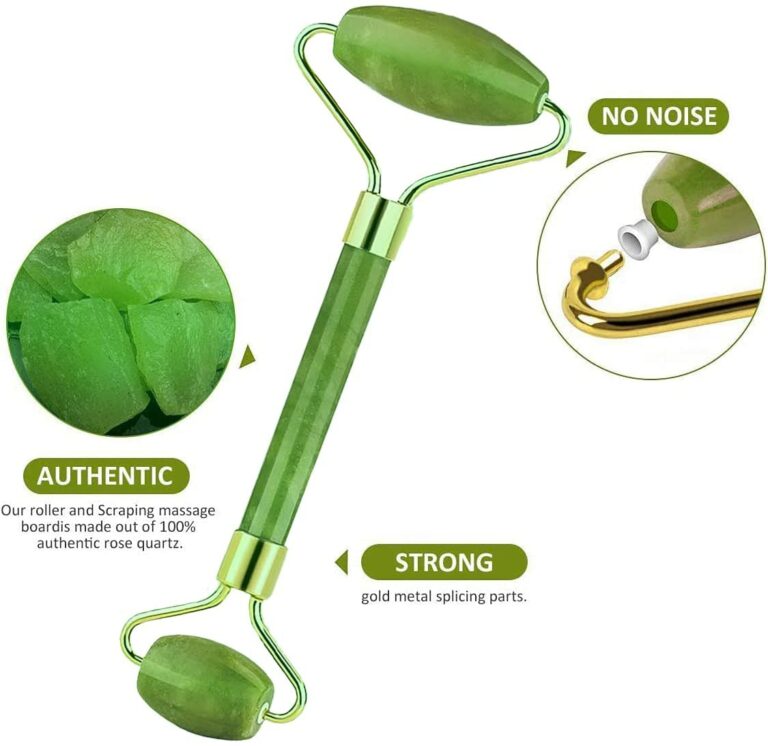 NO NOISE
AUTHENTIC
Our roller and Scraping massage
boardis made out of 100%
authentic rose quartz.
STRONG
gold metal splicing parts.